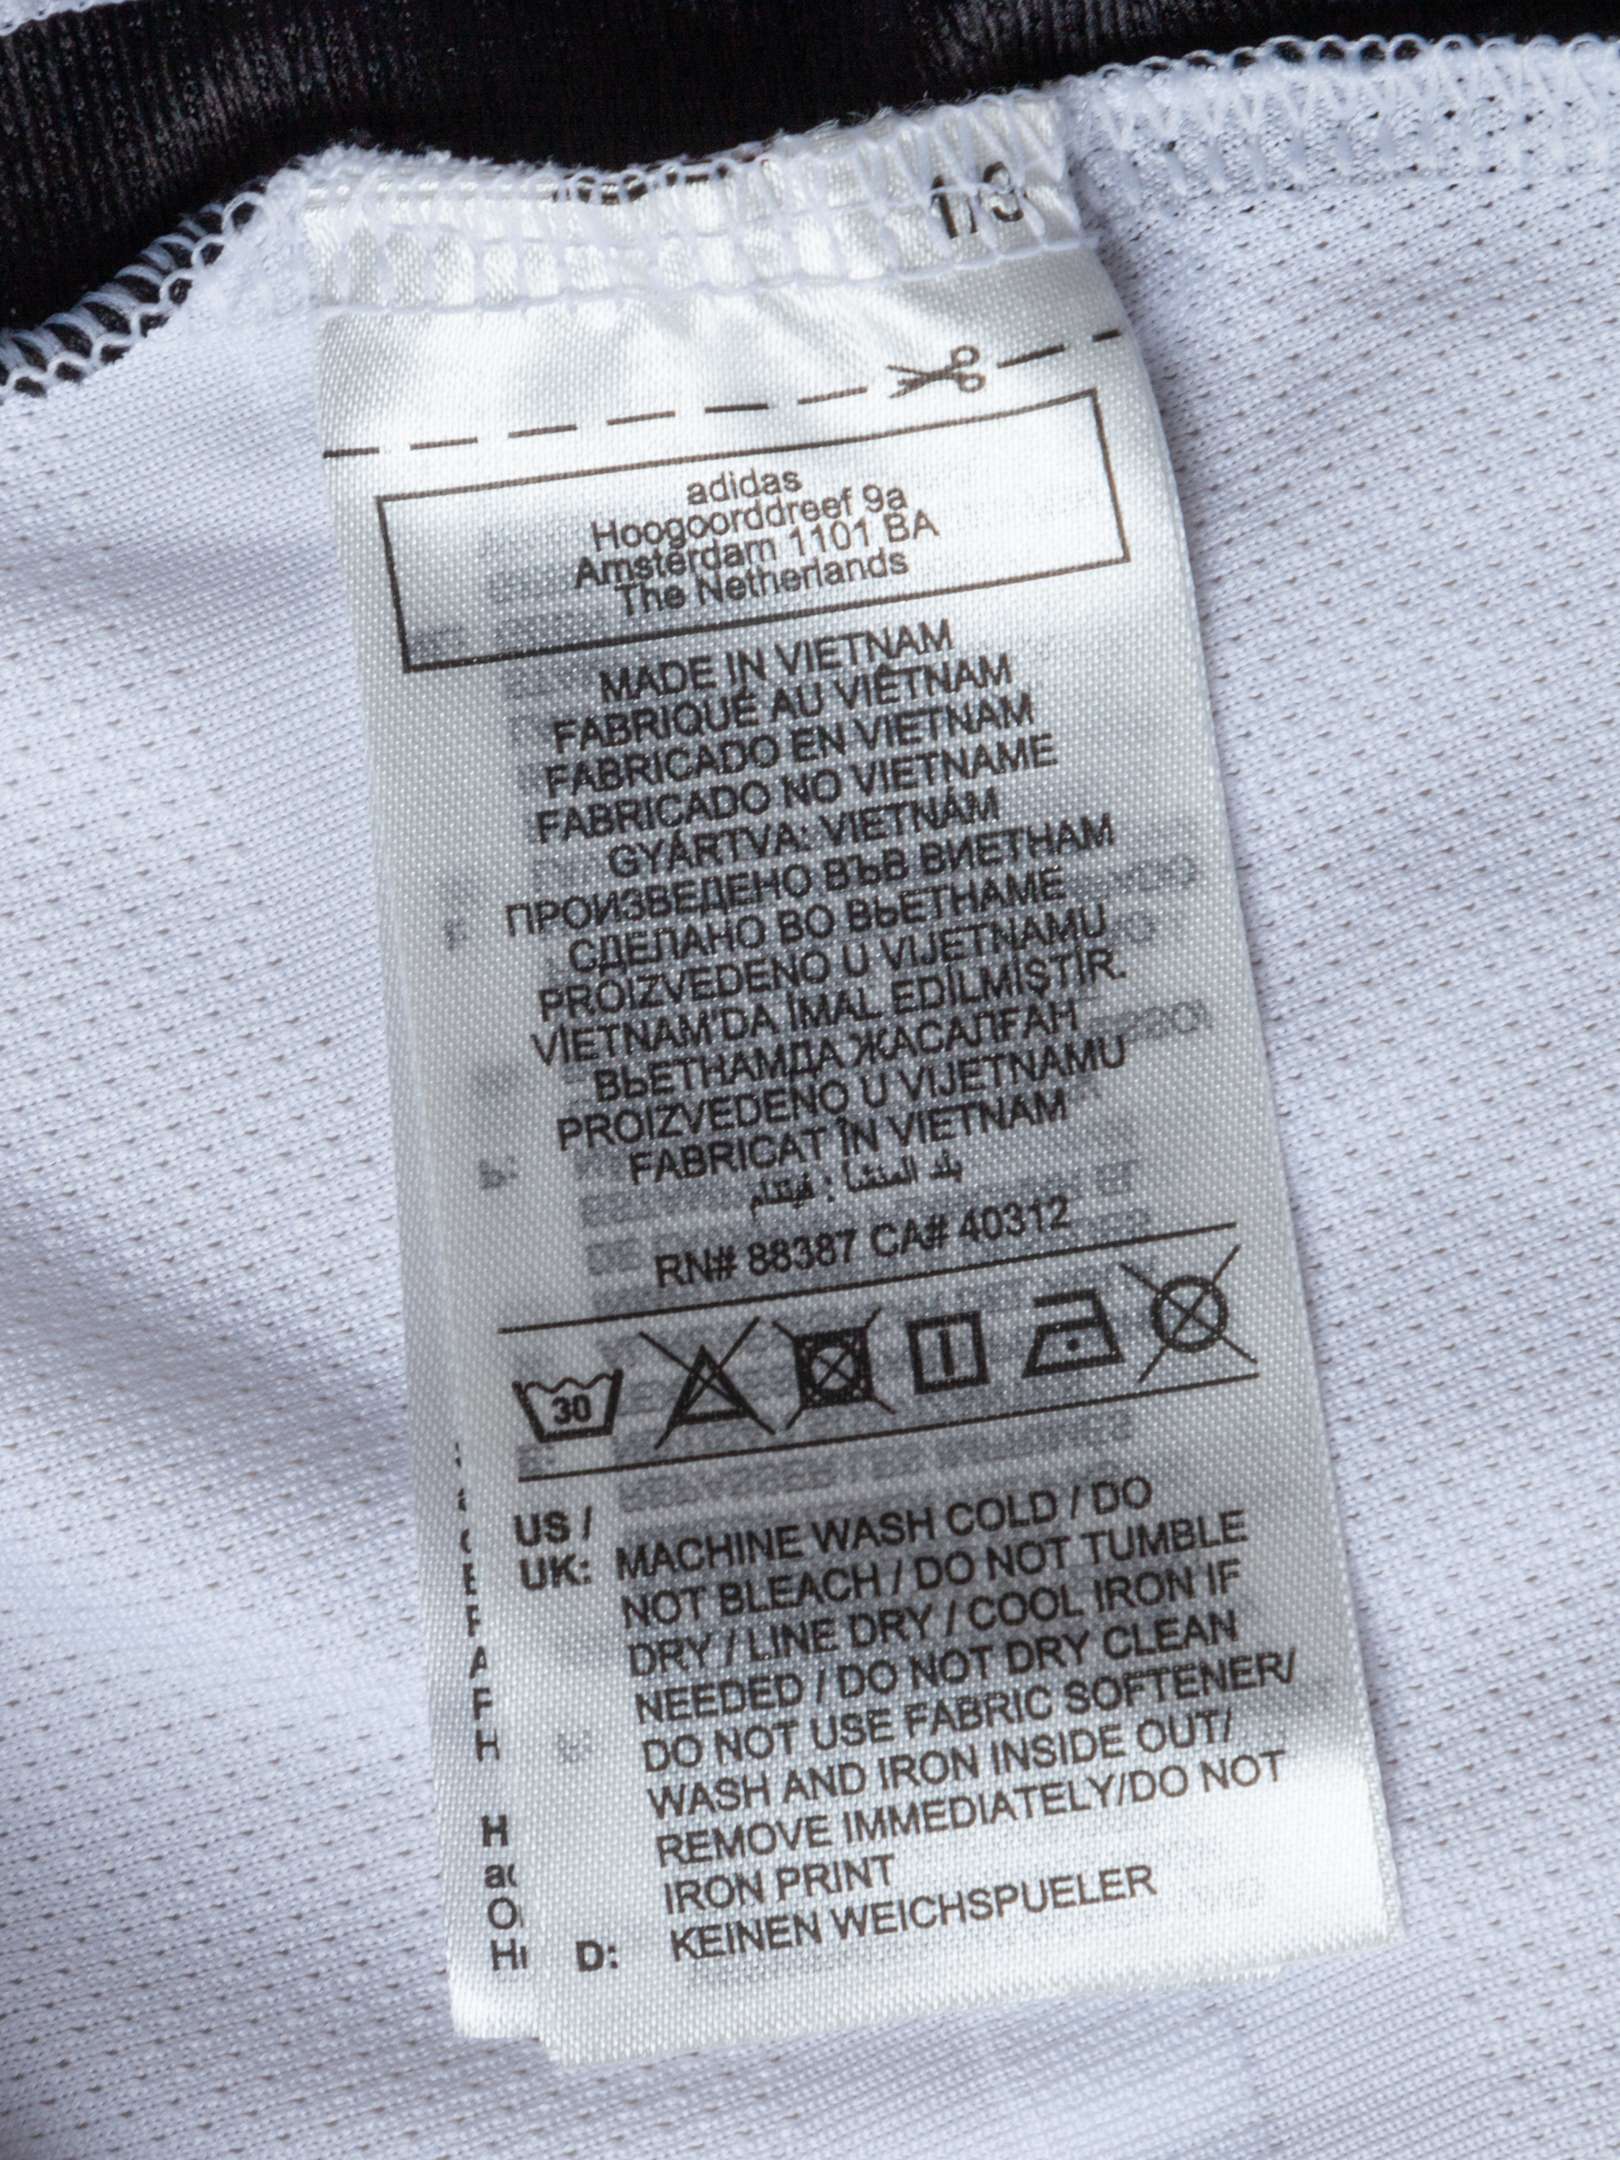 1/3
adidas
Hoogoorddreef 9a
Amsterdam 1101 BA
The Netherlands
MADE IN VIETNAM
FABRIQUÉ AU VIÊTNAM
FABRICADO EN VIETNAM
FABRICADO NO VIETNAME
GYÁRTVA: VIETNÁM
ПРОИЗВЕДЕНО ВЪВ ВИЕТНАМ
СДЕЛАНО ВО ВЬЕТНАМЕ
PROIZVEDENO U VIJETNAMU
VİETNAM'DA İMAL EDİLMİŞTİR.
ВЬЕТНАМДА ЖАСАЛҒАН
PROIZVEDENO U VIJETNAMU
FABRICAT ÎN VIETNAM
بلد المنشأ : فيتنام
RN# 88387 CA# 40312
30
US /
UK: MACHINE WASH COLD / DO
NOT BLEACH / DO NOT TUMBLE
DRY / LINE DRY / COOL IRON IF
NEEDED / DO NOT DRY CLEAN
DO NOT USE FABRIC SOFTENER/
WASH AND IRON INSIDE OUT/
REMOVE IMMEDIATELY/DO NOT
IRON PRINT
D: KEINEN WEICHSPUELER